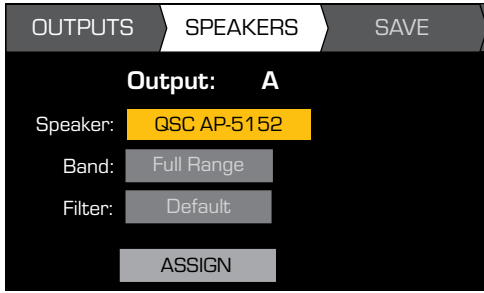 OUTPUTS SPEAKERS SAVE
Output: A
Speaker: QSC AP-5152
Band: Full Range
Filter: Default
ASSIGN